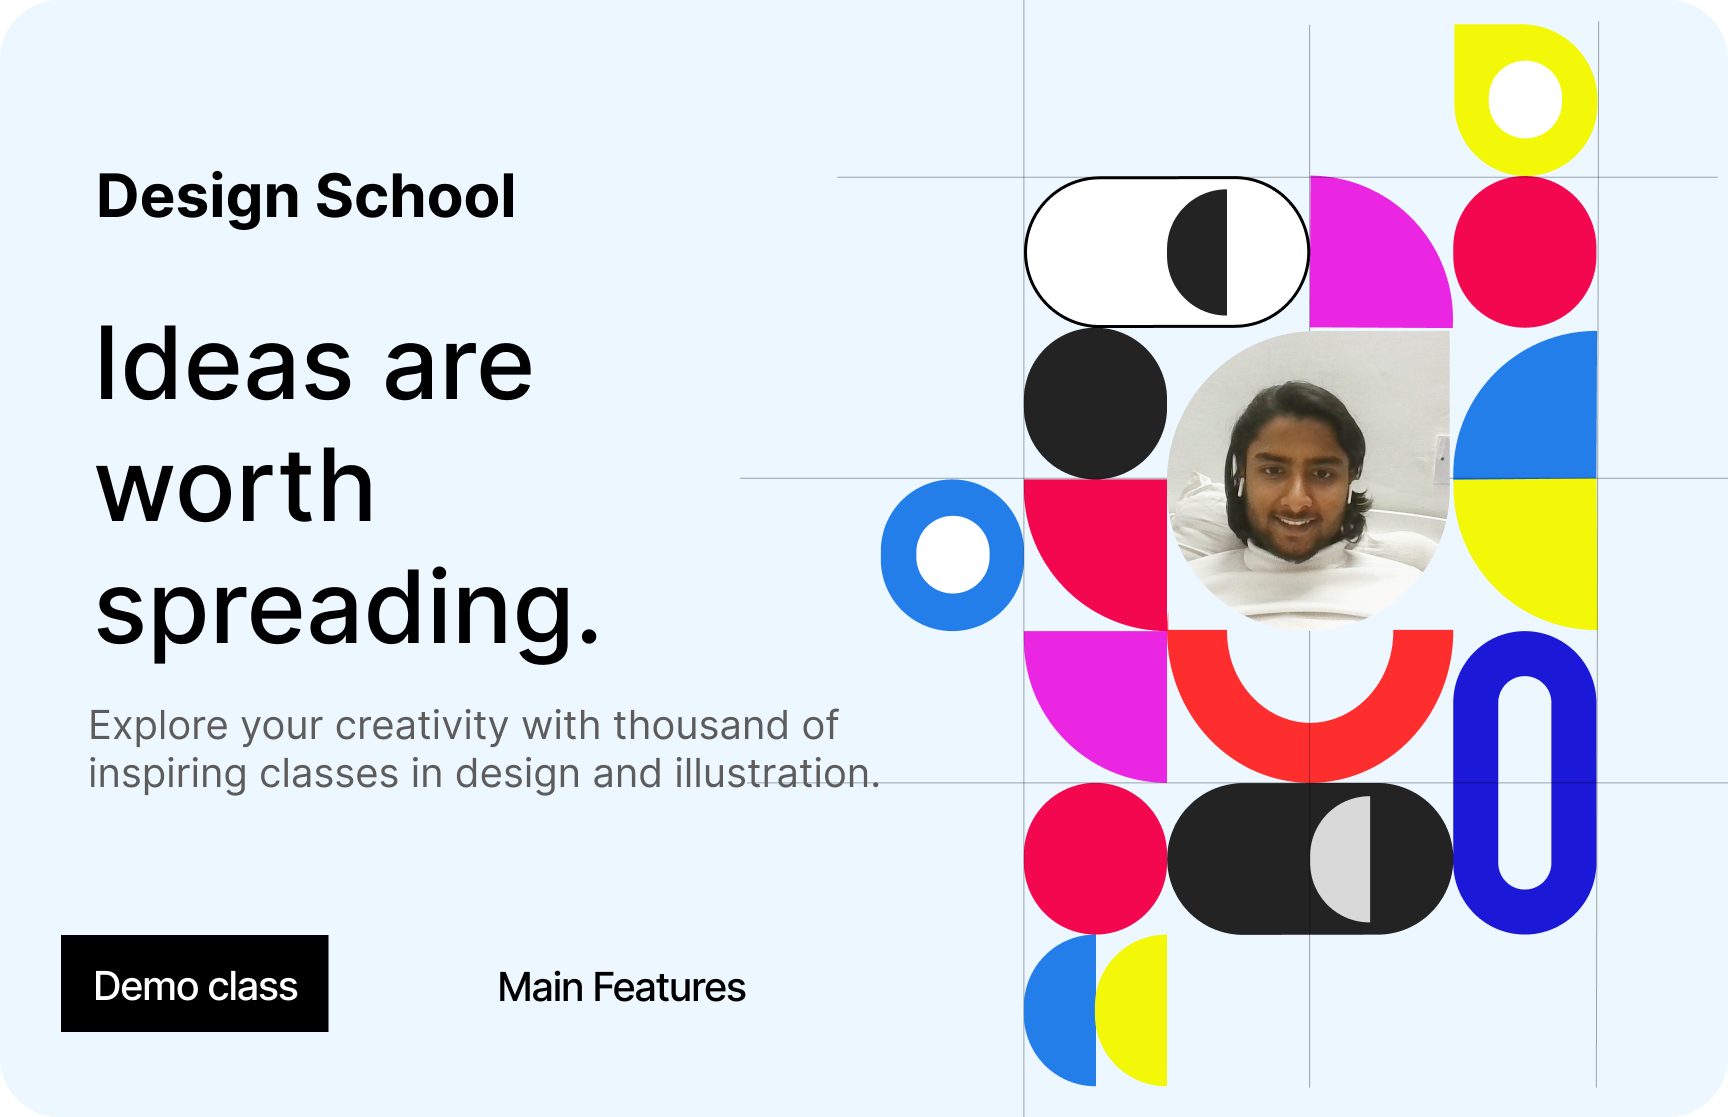 Design School
Ideas are
worth
spreading.
Explore your creativity with thousand of
inspiring classes in design and illustration.
Demo class
Main Features